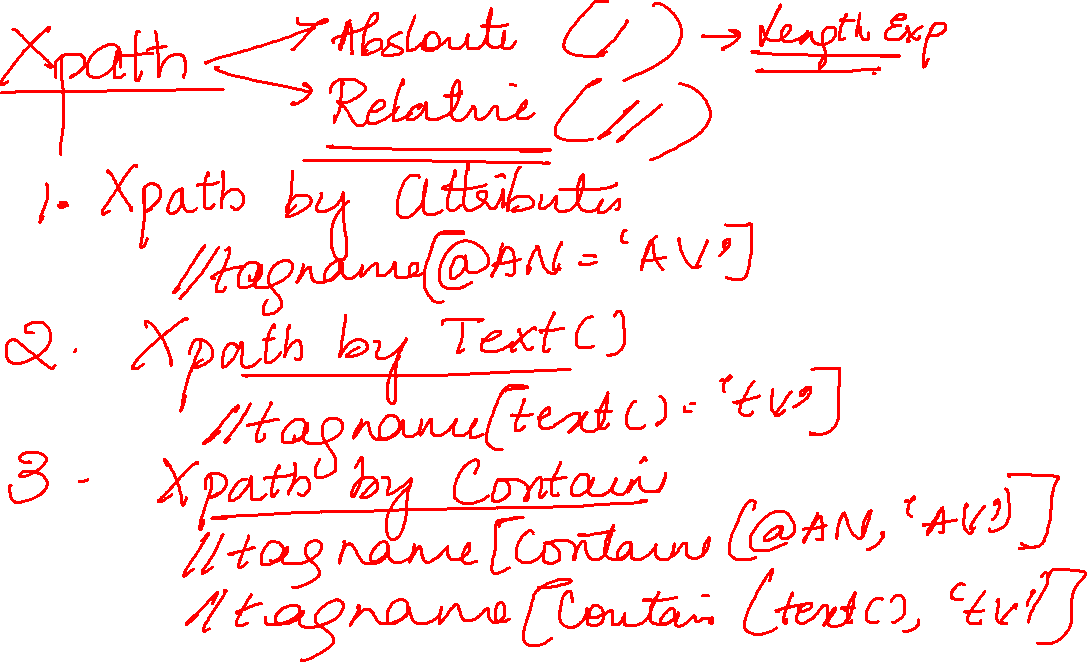 Xpath → Absloute (/) → Length Exp
→ Relative (//)
1. Xpath by Attributes
//tagname[@AN = 'AV']
2. Xpath by Text()
//tagname[text() = 'tv']
3 - Xpath by Contain
//tagname[Contains(@AN, 'AV')]
//tagname[Contain(text(), 'tv')]